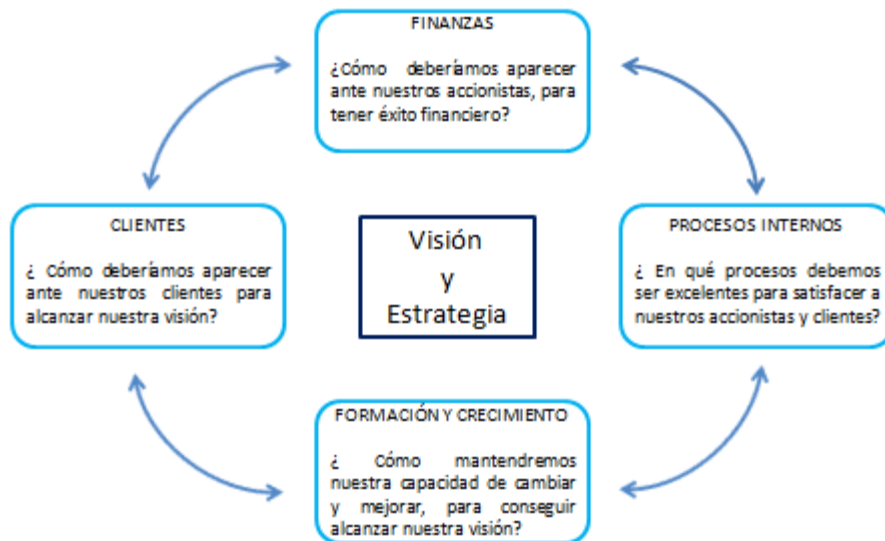 FINANZAS
¿Cómo deberíamos aparecer
ante nuestros accionistas, para
tener éxito financiero?
CLIENTES
¿ Cómo deberíamos aparecer
ante nuestros clientes para
alcanzar nuestra visión?
Visión
y
Estrategia
PROCESOS INTERNOS
¿ En qué procesos debemos
ser excelentes para satisfacer a
nuestros accionistas y clientes?
FORMACIÓN Y CRECIMIENTO
¿ Cómo mantendremos
nuestra capacidad de cambiar
y mejorar, para conseguir
alcanzar nuestra visión?